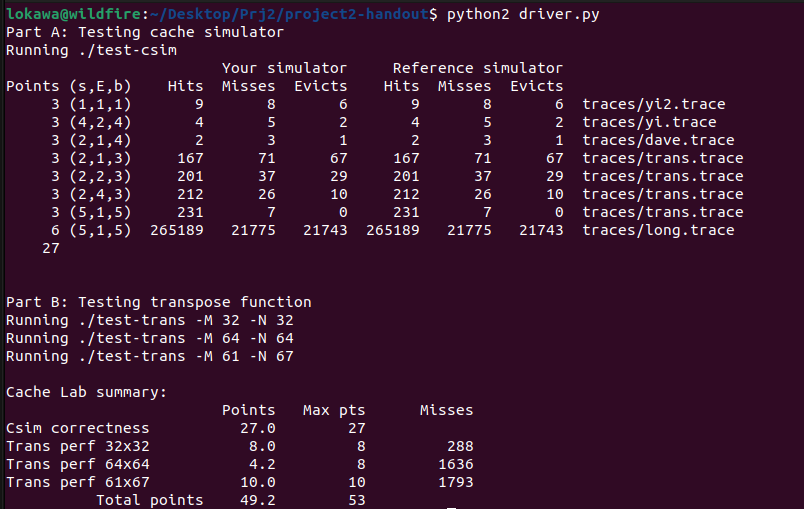 lokawa@wildfire:~/Desktop/Prj2/project2-handout$ python2 driver.py
Part A: Testing cache simulator
Running ./test-csim
                        Your simulator     Reference simulator
Points (s,E,b)    Hits  Misses  Evicts    Hits  Misses  Evicts
     3 (1,1,1)       9       8       6       9       8       6  traces/yi2.trace
     3 (4,2,4)       4       5       2       4       5       2  traces/yi.trace
     3 (2,1,4)       2       3       1       2       3       1  traces/dave.trace
     3 (2,1,3)     167      71      67     167      71      67  traces/trans.trace
     3 (2,2,3)     201      37      29     201      37      29  traces/trans.trace
     3 (2,4,3)     212      26      10     212      26      10  traces/trans.trace
     3 (5,1,5)     231       7       0     231       7       0  traces/trans.trace
     6 (5,1,5)  265189   21775   21743  265189   21775   21743  traces/long.trace
    27
Part B: Testing transpose function
Running ./test-trans -M 32 -N 32
Running ./test-trans -M 64 -N 64
Running ./test-trans -M 61 -N 67
Cache Lab summary:
                        Points   Max pts      Misses
Csim correctness          27.0        27
Trans perf 32x32           8.0         8         288
Trans perf 64x64           4.2         8        1636
Trans perf 61x67          10.0        10        1793
          Total points    49.2        53